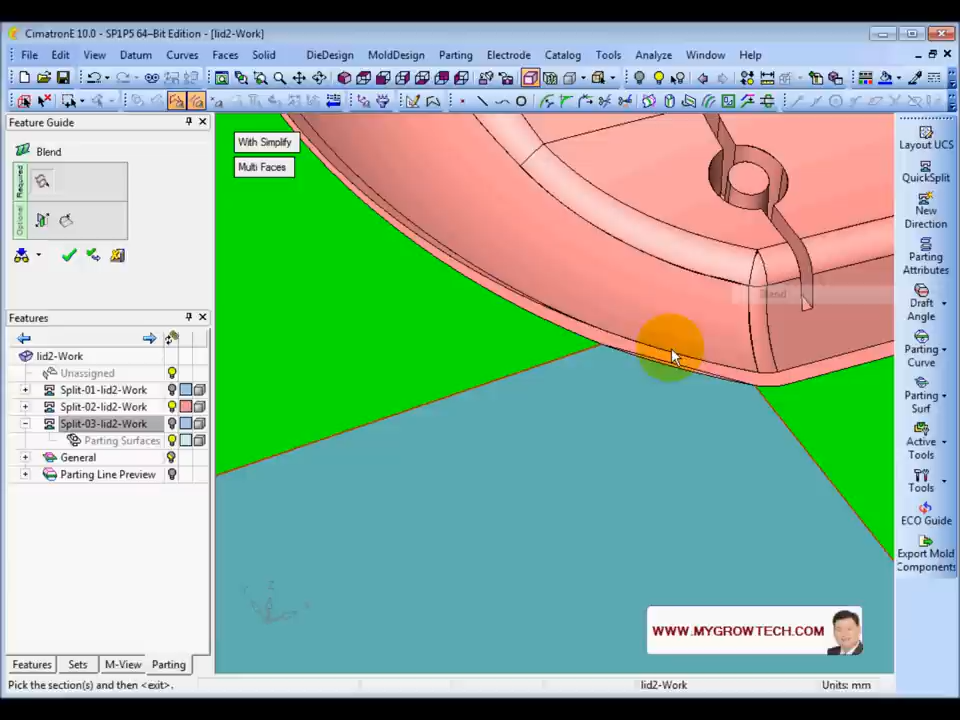 CimatronE 10.0 - SP1P5 64–Bit Edition - [lid2-Work]
File Edit View Datum Curves Faces Solid DieDesign MoldDesign Parting Electrode Catalog Tools Analyze Window Help
Feature Guide
Blend
Required
Optional
With Simplify
Multi Faces
Blend
Features
lid2-Work
Unassigned
Split-01-lid2-Work
Split-02-lid2-Work
Split-03-lid2-Work
Parting Surfaces
General
Parting Line Preview
Features Sets M-View Parting
Layout UCS
QuickSplit
New
Direction
Parting
Attributes
Draft
Angle
Parting
Curve
Parting
Surf
Active
Tools
Tools
ECO Guide
Export Mold
Components
WWW.MYGROWTECH.COM
Pick the section(s) and then <exit>. lid2-Work Units: mm